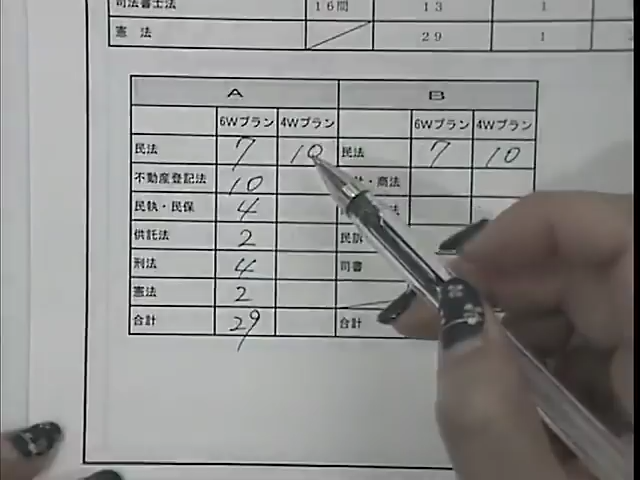 司法書士法 16問 13 1
憲 法 29 1
A B
6Wプラン 4Wプラン 6Wプラン 4Wプラン
民法 7 10 民法 7 10
不動産登記法 10 ・商法
民執・民保 4 法
供託法 2 民訴
刑法 4 司書
憲法 2
合計 29 合計